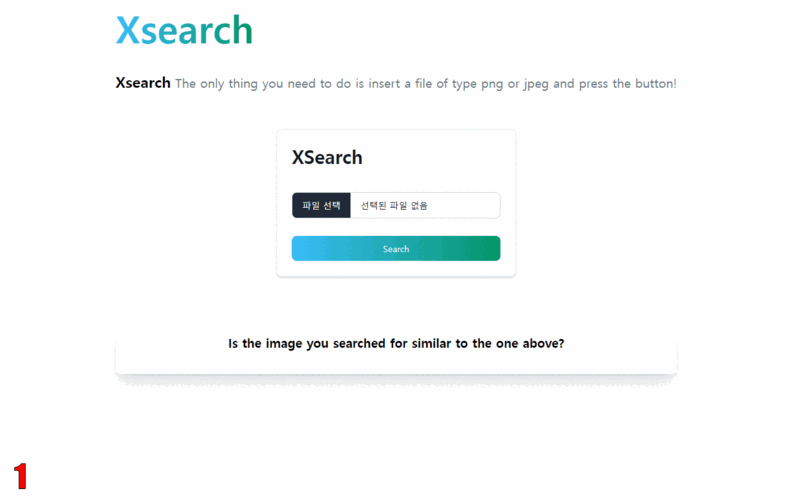 Xsearch
Xsearch The only thing you need to do is insert a file of type png or jpeg and press the button!
XSearch
파일 선택 선택된 파일 없음
Search
Is the image you searched for similar to the one above?
1